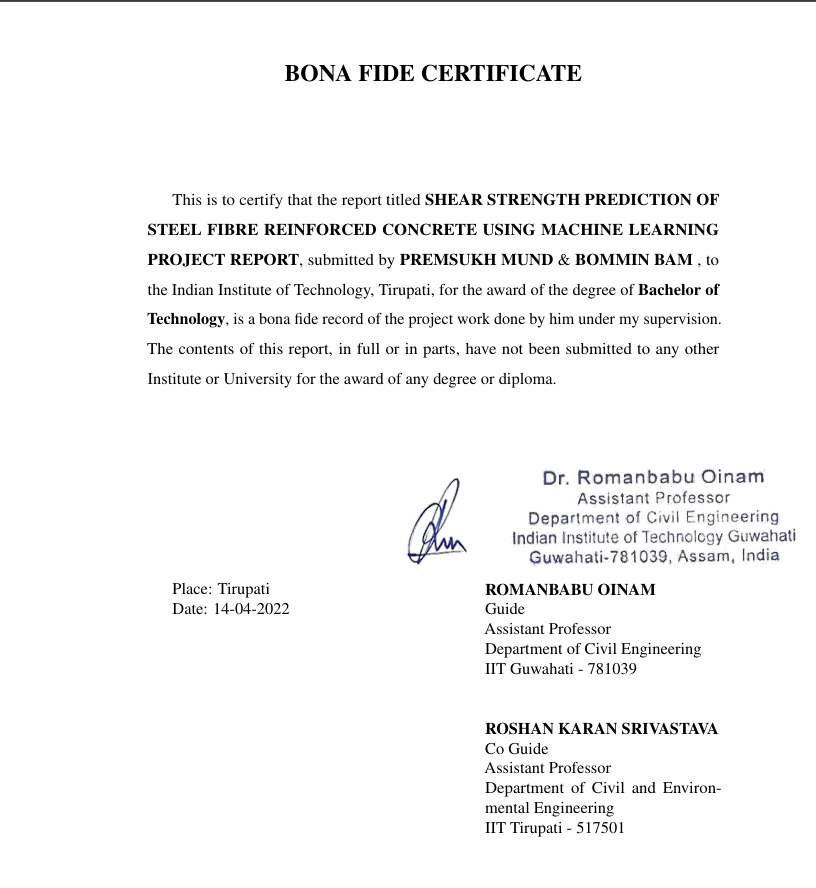 BONA FIDE CERTIFICATE
This is to certify that the report titled SHEAR STRENGTH PREDICTION OF
STEEL FIBRE REINFORCED CONCRETE USING MACHINE LEARNING
PROJECT REPORT, submitted by PREMSUKH MUND & BOMMIN BAM , to
the Indian Institute of Technology, Tirupati, for the award of the degree of Bachelor of
Technology, is a bona fide record of the project work done by him under my supervision.
The contents of this report, in full or in parts, have not been submitted to any other
Institute or University for the award of any degree or diploma.
Dr. Romanbabu Oinam
Assistant Professor
Department of Civil Engineering
Indian Institute of Technology Guwahati
Guwahati-781039, Assam, India
Place: Tirupati
Date: 14-04-2022
ROMANBABU OINAM
Guide
Assistant Professor
Department of Civil Engineering
IIT Guwahati - 781039
ROSHAN KARAN SRIVASTAVA
Co Guide
Assistant Professor
Department of Civil and Environ-
mental Engineering
IIT Tirupati - 517501